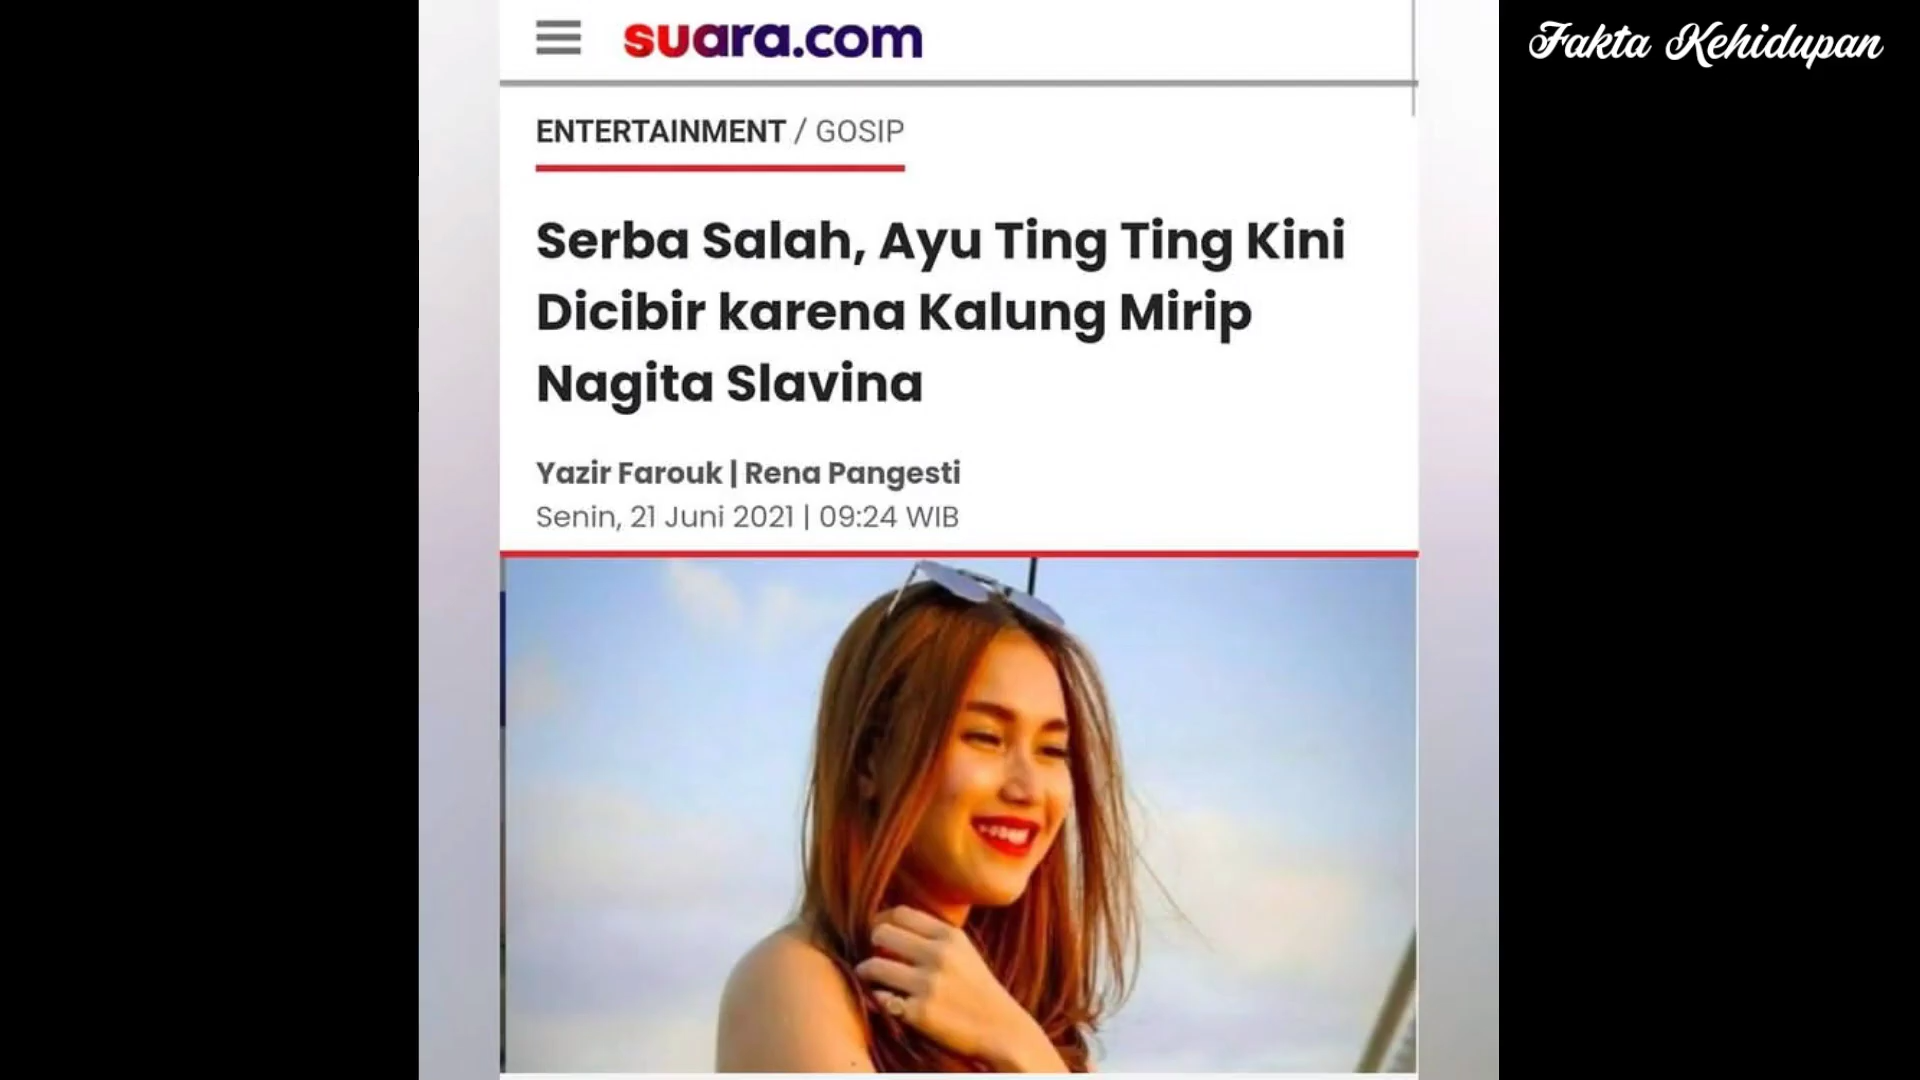 suara.com
Fakta Kehidupan
ENTERTAINMENT / GOSIP
Serba Salah, Ayu Ting Ting Kini
Dicibir karena Kalung Mirip
Nagita Slavina
Yazir Farouk | Rena Pangesti
Senin, 21 Juni 2021 | 09:24 WIB